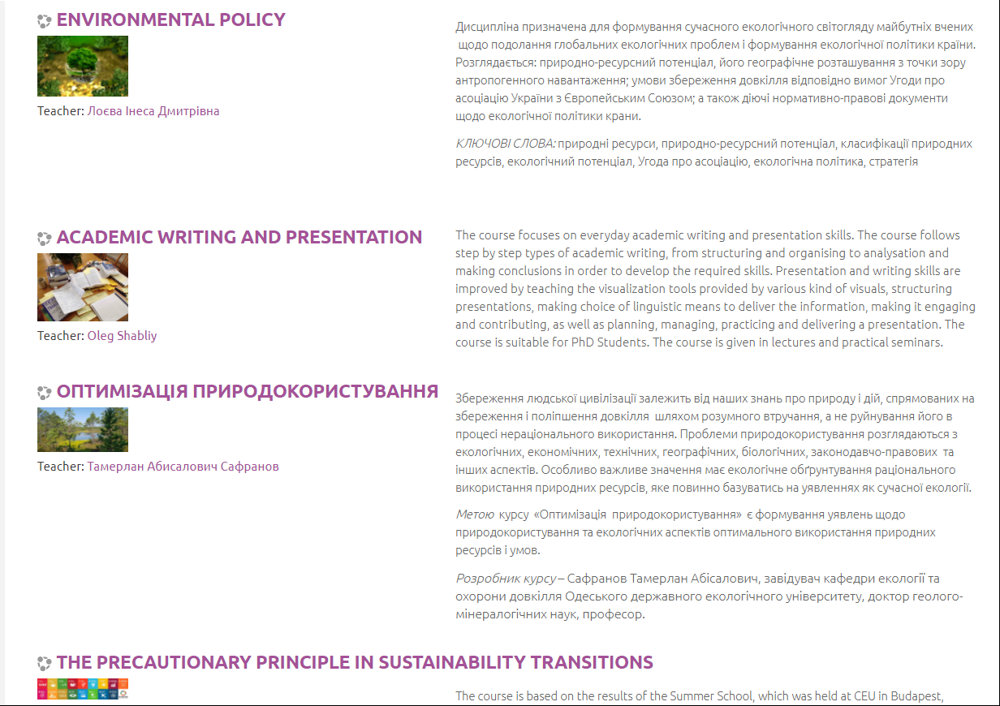 ENVIRONMENTAL POLICY
Teacher: Лоєва Інеса Дмитрівна
Дисципліна призначена для формування сучасного екологічного світогляду майбутніх вчених
щодо подолання глобальних екологічних проблем і формування екологічної політики країни.
Розглядається: природно-ресурсний потенціал, його географічне розташування з точки зору
антропогенного навантаження; умови збереження довкілля відповідно вимог Угоди про
асоціацію України з Європейським Союзом; а також діючі нормативно-правові документи
щодо екологічної політики крани.
КЛЮЧОВІ СЛОВА: природні ресурси, природно-ресурсний потенціал, класифікації природних
ресурсів, екологічний потенціал, Угода про асоціацію, екологічна політика, стратегія
ACADEMIC WRITING AND PRESENTATION
Teacher: Oleg Shabliy
The course focuses on everyday academic writing and presentation skills. The course follows
step by step types of academic writing, from structuring and organising to analysation and
making conclusions in order to develop the required skills. Presentation and writing skills are
improved by teaching the visualization tools provided by various kind of visuals, structuring
presentations, making choice of linguistic means to deliver the information, making it engaging
and contributing, as well as planning, managing, practicing and delivering a presentation. The
course is suitable for PhD Students. The course is given in lectures and practical seminars.
ОПТИМІЗАЦІЯ ПРИРОДОКОРИСТУВАННЯ
Teacher: Тамерлан Абисалович Сафранов
Збереження людської цивілізації залежить від наших знань про природу і дій, спрямованих на
збереження і поліпшення довкілля шляхом розумного втручання, а не руйнування його в
процесі нераціонального використання. Проблеми природокористування розглядаються з
екологічних, економічних, технічних, географічних, біологічних, законодавчо-правових та
інших аспектів. Особливо важливе значення має екологічне обґрунтування раціонального
використання природних ресурсів, яке повинно базуватись на уявленнях як сучасної екології.
Метою курсу «Оптимізація природокористування» є формування уявлень щодо
природокористування та екологічних аспектів оптимального використання природних
ресурсів і умов.
Розробник курсу – Сафранов Тамерлан Абісалович, завідувач кафедри екології та
охорони довкілля Одеського державного екологічного університету, доктор геолого-
мінералогічних наук, професор.
THE PRECAUTIONARY PRINCIPLE IN SUSTAINABILITY TRANSITIONS
The course is based on the results of the Summer School, which was held at CEU in Budapest,